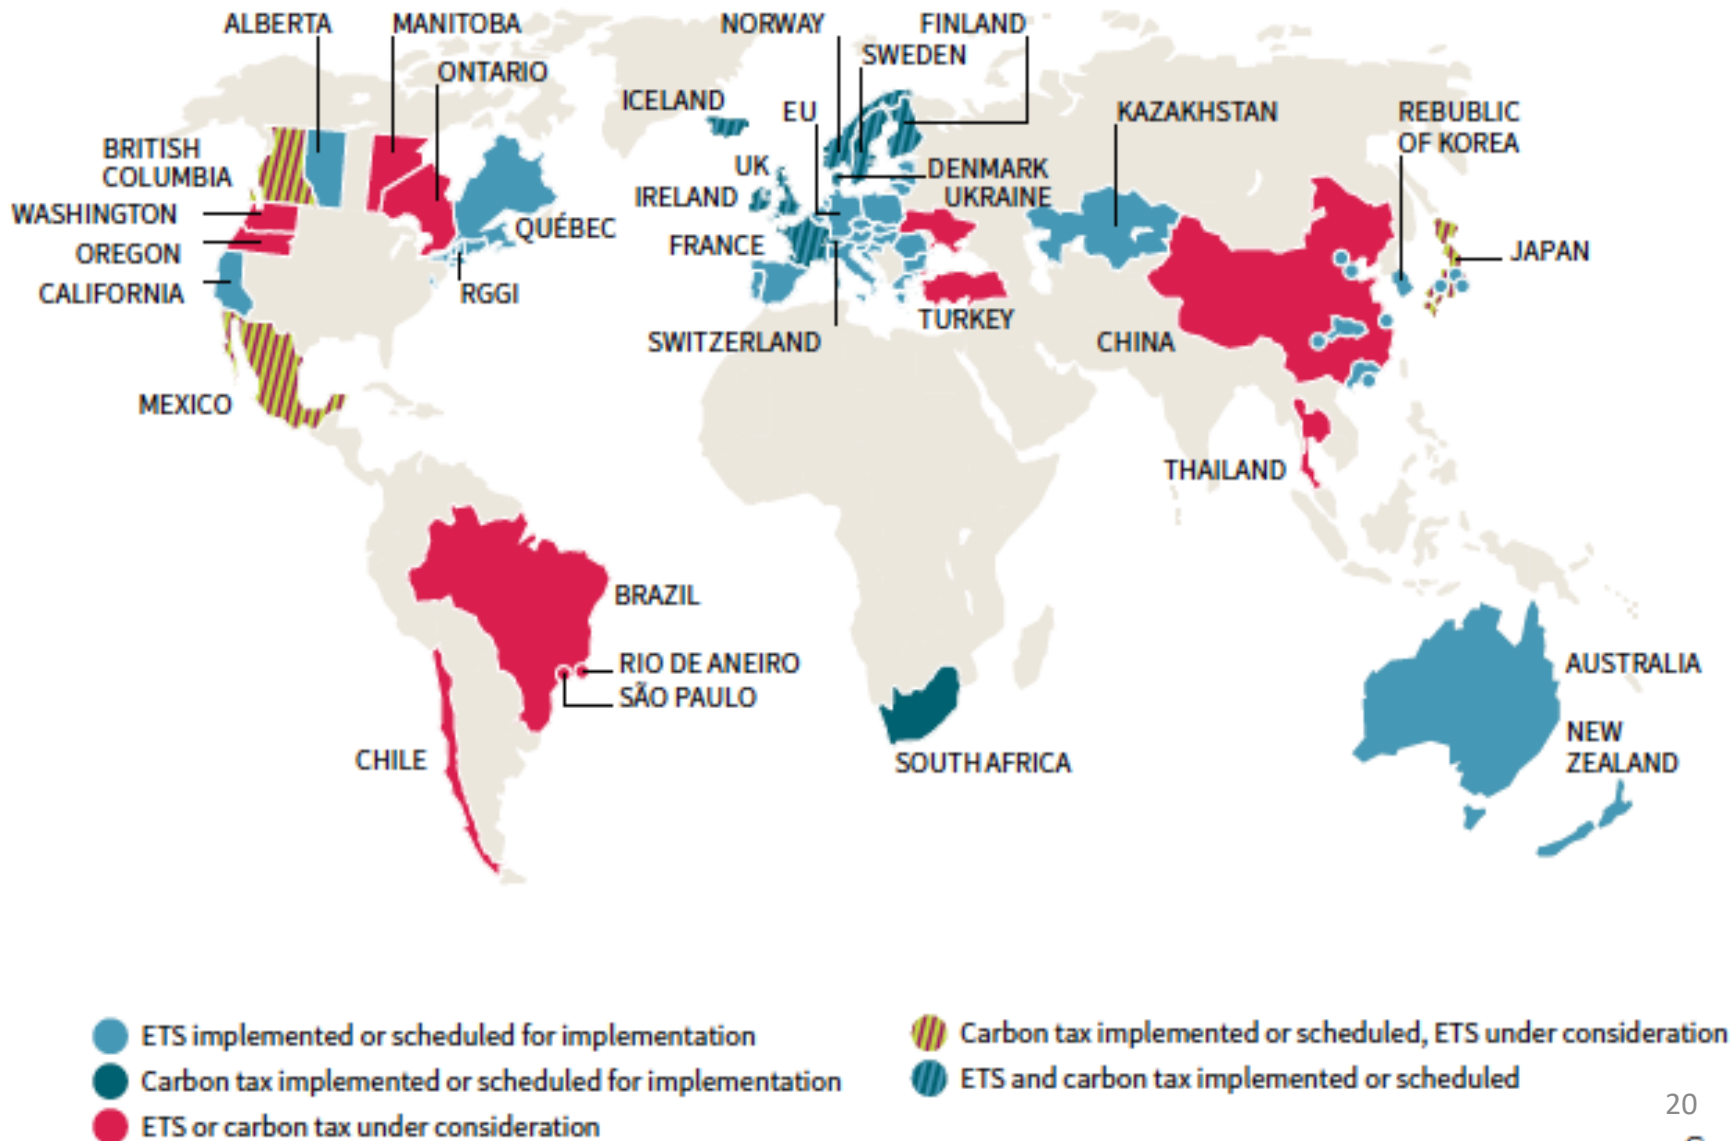 ALBERTA
MANITOBA
ONTARIO
NORWAY
FINLAND
SWEDEN
ICELAND
EU
KAZAKHSTAN
REBUBLIC
OF KOREA
BRITISH
COLUMBIA
UK
DENMARK
IRELAND
UKRAINE
WASHINGTON
QUÉBEC
OREGON
FRANCE
JAPAN
CALIFORNIA
RGGI
TURKEY
SWITZERLAND
CHINA
MEXICO
THAILAND
BRAZIL
RIO DE ANEIRO
SÃO PAULO
AUSTRALIA
NEW
ZEALAND
CHILE
SOUTH AFRICA
ETS implemented or scheduled for implementation
Carbon tax implemented or scheduled for implementation
ETS or carbon tax under consideration
Carbon tax implemented or scheduled, ETS under consideration
ETS and carbon tax implemented or scheduled
20